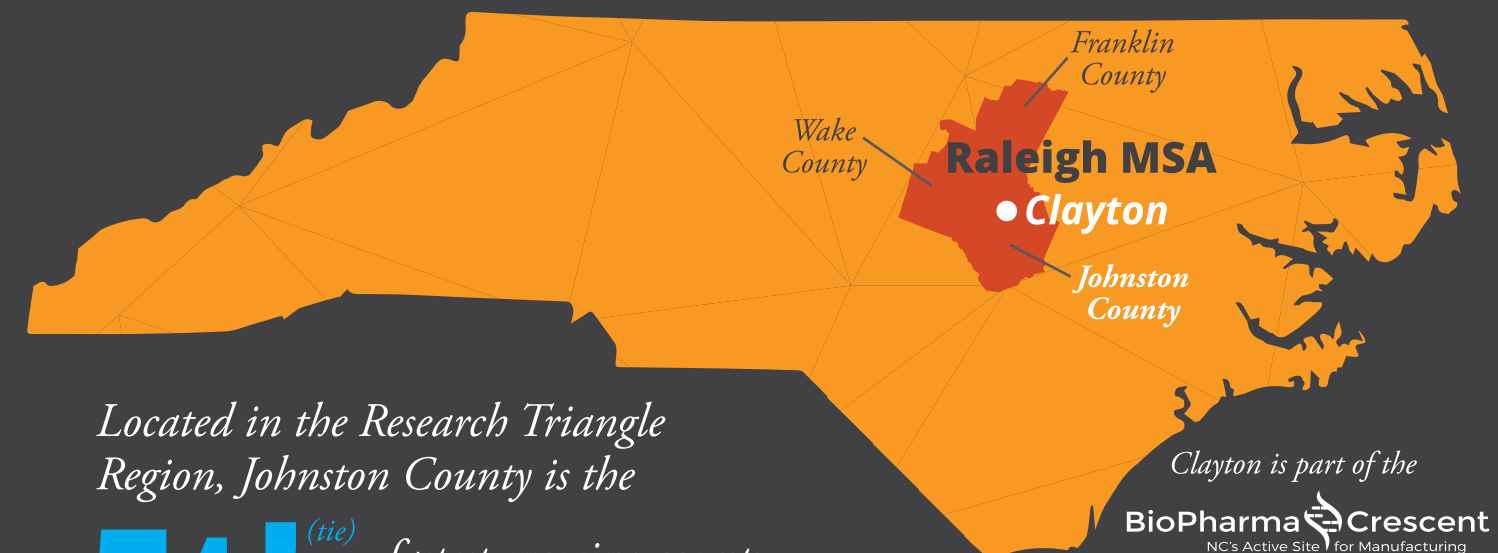 Franklin
County
Wake
County
Raleigh MSA
Clayton
Johnston
County
Located in the Research Triangle
Region, Johnston County is the
(tie)
Clayton is part of the
BioPharma Crescent
NC's Active Site for Manufacturing